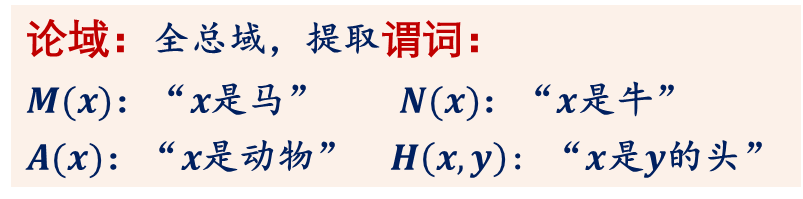 论域：全总域，提取谓词：
M(x)：“x是马” N(x)：“x是牛”
A(x)：“x是动物” H(x,y)：“x是y的头”